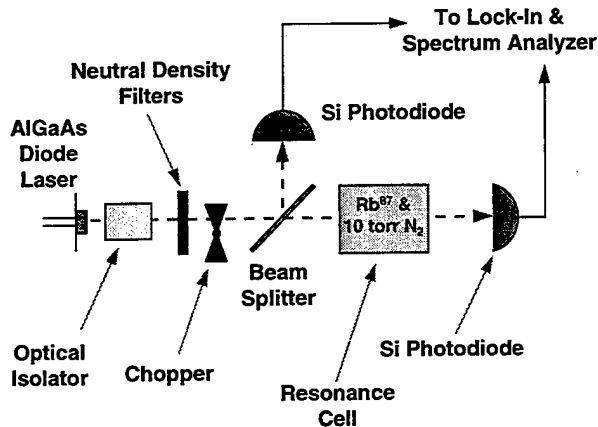 To Lock-In &
Spectrum Analyzer
Neutral Density
Filters
Si Photodiode
AlGaAs
Diode
Laser
Rb⁸⁷ &
10 torr N₂
Beam
Splitter
Si Photodiode
Optical
Isolator
Chopper
Resonance
Cell